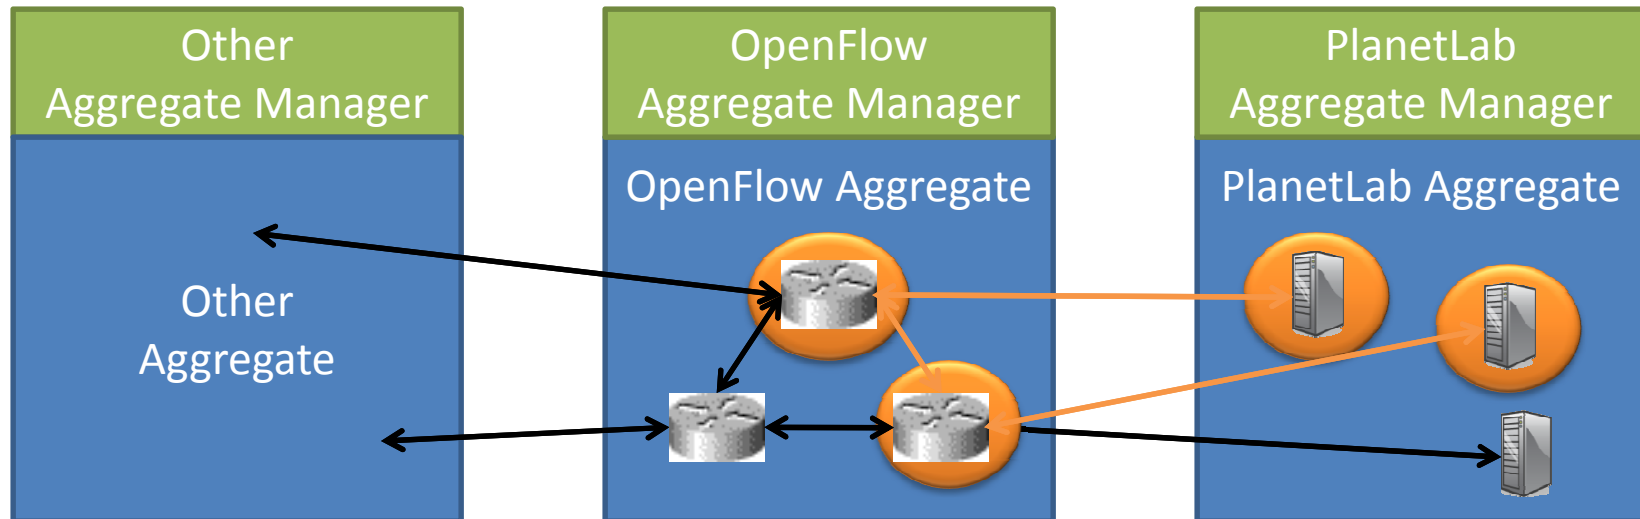 Other
Aggregate Manager
OpenFlow
Aggregate Manager
PlanetLab
Aggregate Manager
Other
Aggregate
OpenFlow Aggregate
PlanetLab Aggregate